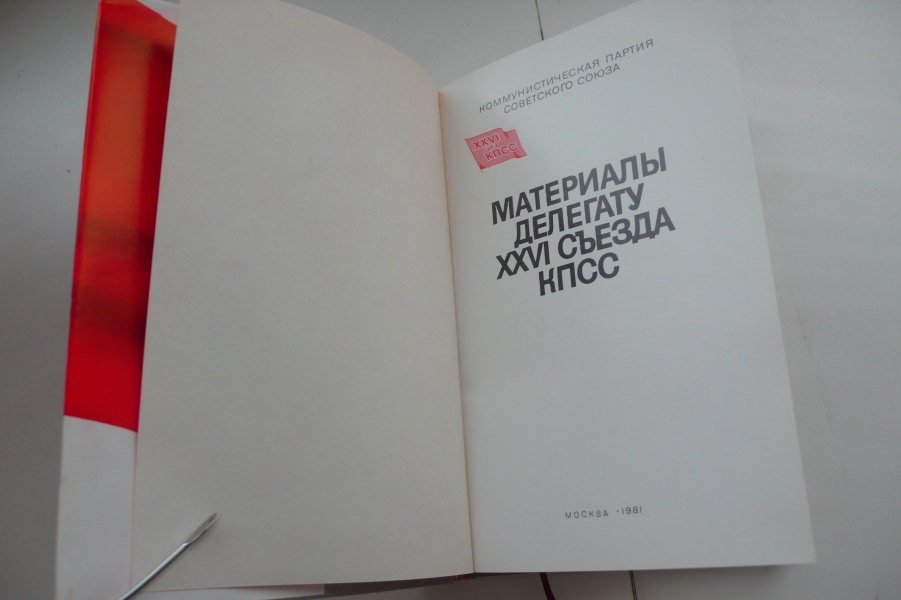 КОММУНИСТИЧЕСКАЯ ПАРТИЯ
СОВЕТСКОГО СОЮЗА
XXVI
КПСС
МАТЕРИАЛЫ
ДЕЛЕГАТУ
XXVI СЪЕЗДА
КПСС
МОСКВА · 1981